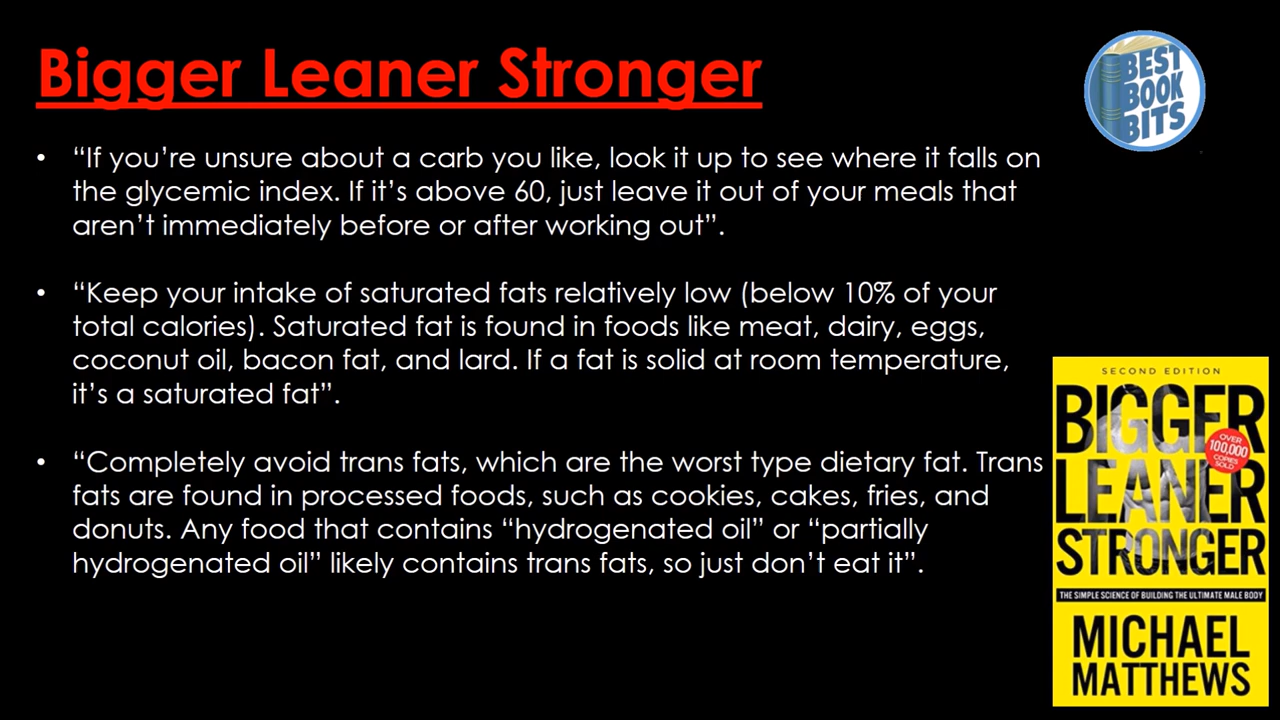 Bigger Leaner Stronger
BEST
BOOK
BITS
• “If you’re unsure about a carb you like, look it up to see where it falls on
the glycemic index. If it’s above 60, just leave it out of your meals that
aren’t immediately before or after working out”.
• “Keep your intake of saturated fats relatively low (below 10% of your
total calories). Saturated fat is found in foods like meat, dairy, eggs,
coconut oil, bacon fat, and lard. If a fat is solid at room temperature,
it’s a saturated fat”.
• “Completely avoid trans fats, which are the worst type dietary fat. Trans
fats are found in processed foods, such as cookies, cakes, fries, and
donuts. Any food that contains “hydrogenated oil” or “partially
hydrogenated oil” likely contains trans fats, so just don’t eat it”.
SECOND EDITION
BIGGER
OVER
100,000
COPIES
SOLD
LEANER
STRONGER
THE SIMPLE SCIENCE OF BUILDING THE ULTIMATE MALE BODY
MICHAEL
MATTHEWS